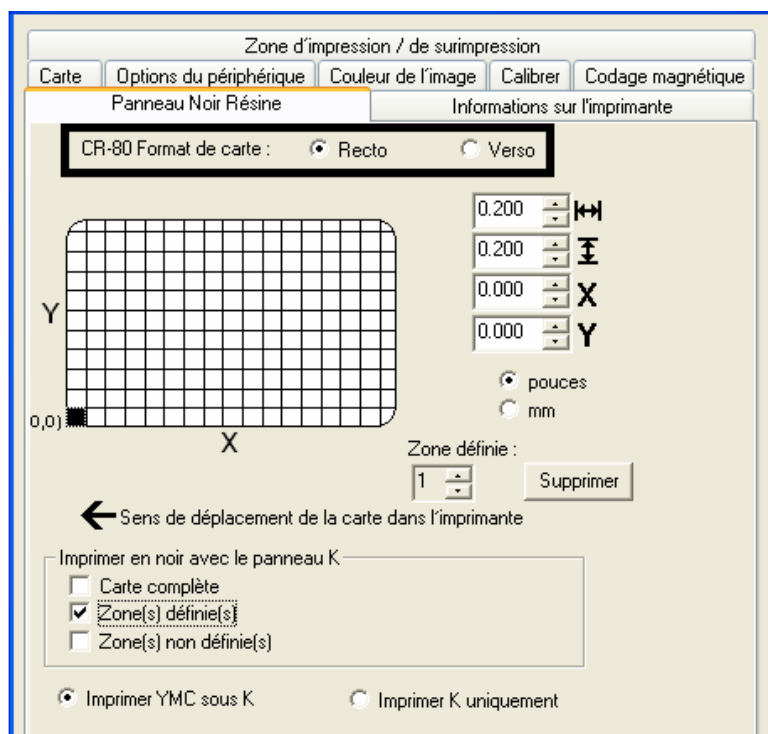 Zone d'impression / de surimpression
Carte Options du périphérique Couleur de l'image Calibrer Codage magnétique
Panneau Noir Résine Informations sur l'imprimante
CR-80 Format de carte : Recto Verso
0.200
0.200
0.000 X
0.000 Y
Y
0,0)
X
pouces
mm
Zone définie :
1 Supprimer
Sens de déplacement de la carte dans l'imprimante
Imprimer en noir avec le panneau K
Carte complète
Zone(s) définie(s)
Zone(s) non définie(s)
Imprimer YMC sous K Imprimer K uniquement